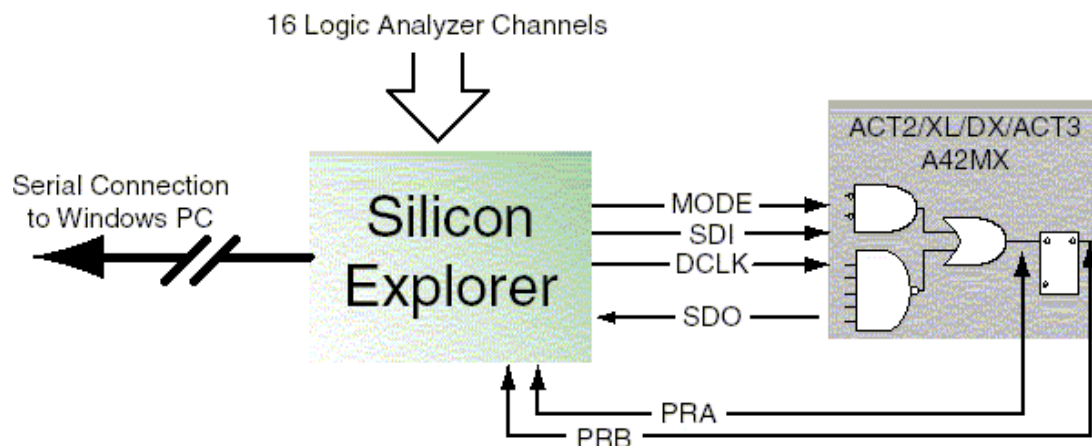 16 Logic Analyzer Channels
Serial Connection
to Windows PC
Silicon
Explorer
MODE
SDI
DCLK
SDO
ACT2/XL/DX/ACT3
A42MX
PRA
PRB